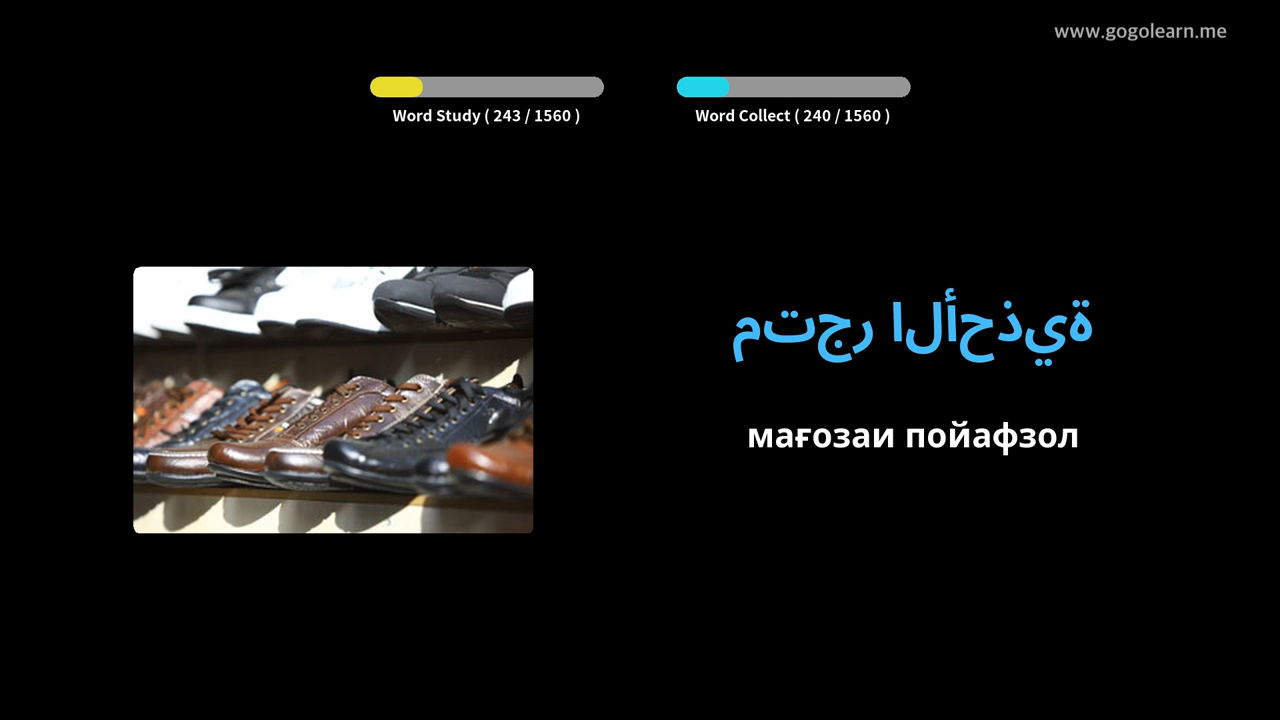 www.gogolearn.me
Word Study ( 243 / 1560 )
Word Collect ( 240 / 1560 )
متجر الأحذية
мағозаи пойафзол